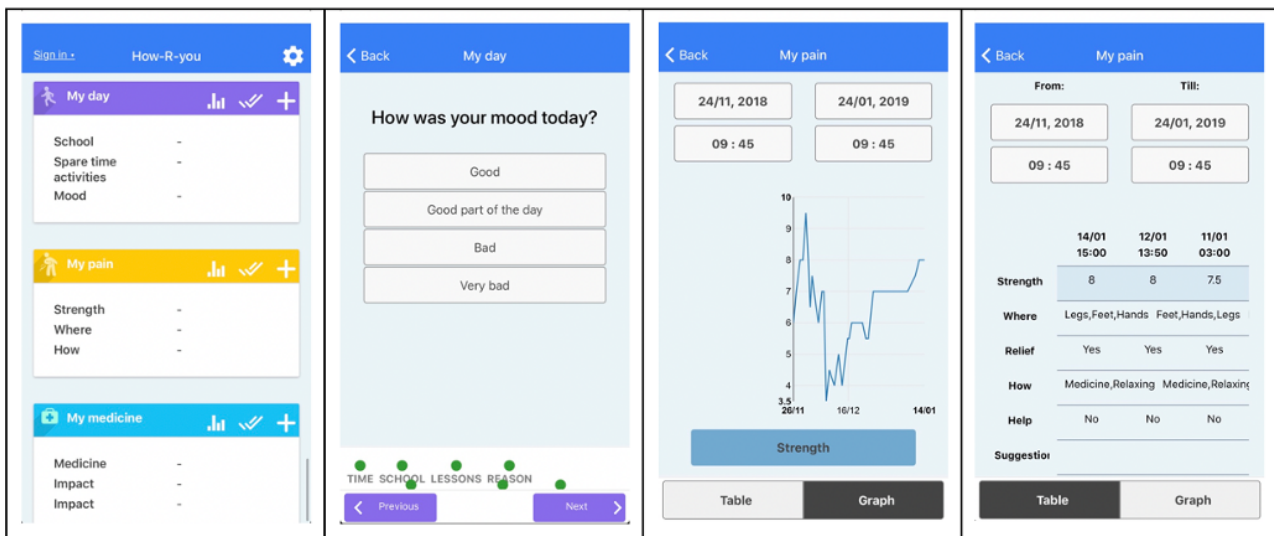 Sign in
How-R-you
My day
School -
Spare time activities -
Mood -
My pain
Strength -
Where -
How -
My medicine
Medicine -
Impact -
Impact -
Back My day
How was your mood today?
Good
Good part of the day
Bad
Very bad
TIME SCHOOL LESSONS REASON
Previous Next
Back My pain
24/11, 2018 24/01, 2019
09 : 45 09 : 45
10
9
8
7
6
5
4
3.5
26/11 16/12 14/01
Strength
Table Graph
Back My pain
From: Till:
24/11, 2018 24/01, 2019
09 : 45 09 : 45
14/01 12/01 11/01
15:00 13:50 03:00
Strength 8 8 7.5
Where Legs,Feet,Hands Feet,Hands,Legs
Relief Yes Yes Yes
How Medicine,Relaxing Medicine,Relaxing
Help No No No
Suggestion
Table Graph